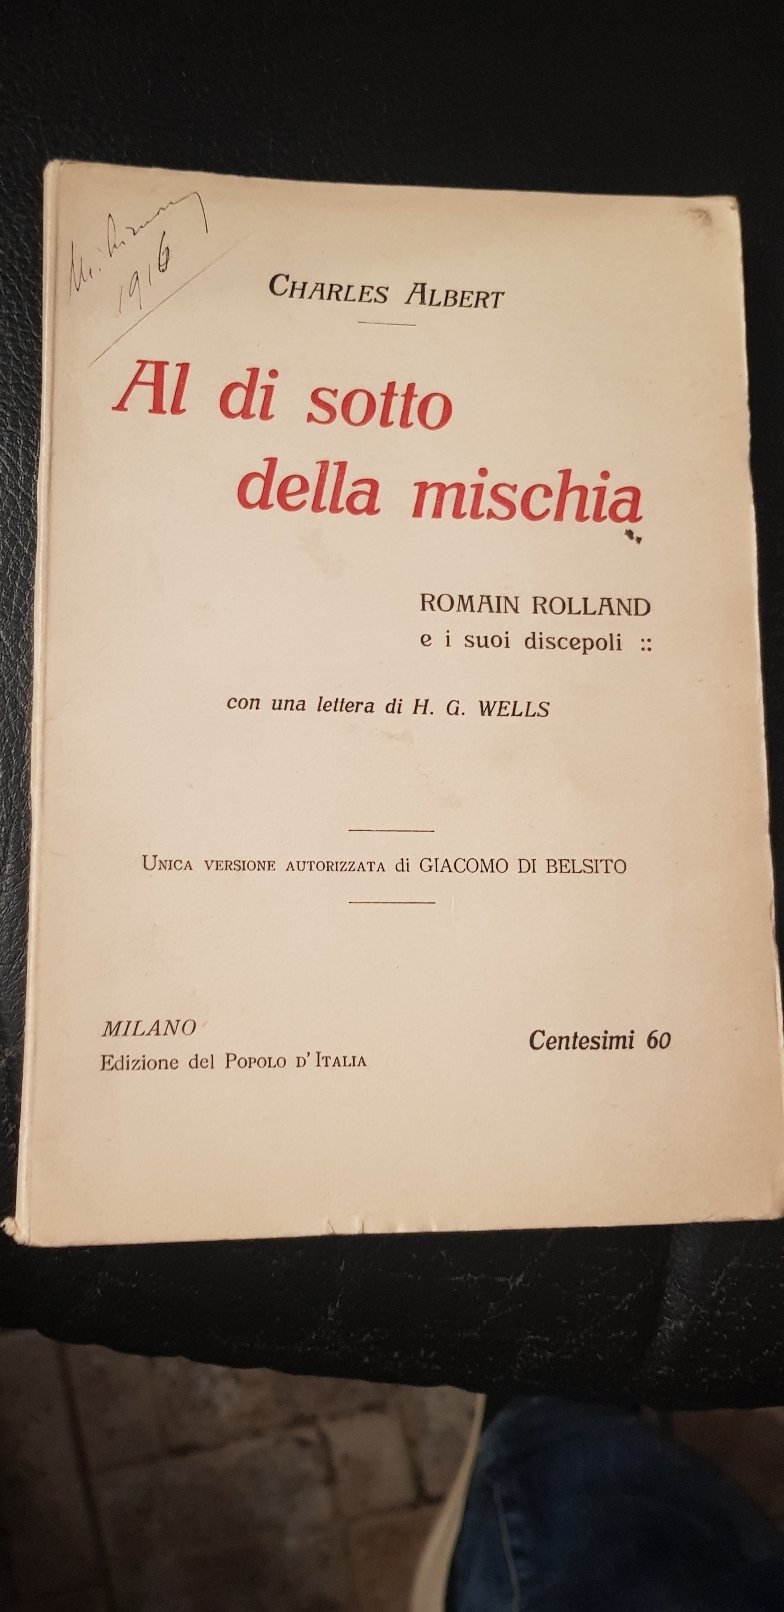 1916
CHARLES ALBERT
Al di sotto
della mischia
ROMAIN ROLLAND
e i suoi discepoli ::
con una lettera di H. G. WELLS
UNICA VERSIONE AUTORIZZATA di GIACOMO DI BELSITO
MILANO
Edizione del POPOLO D'ITALIA
Centesimi 60